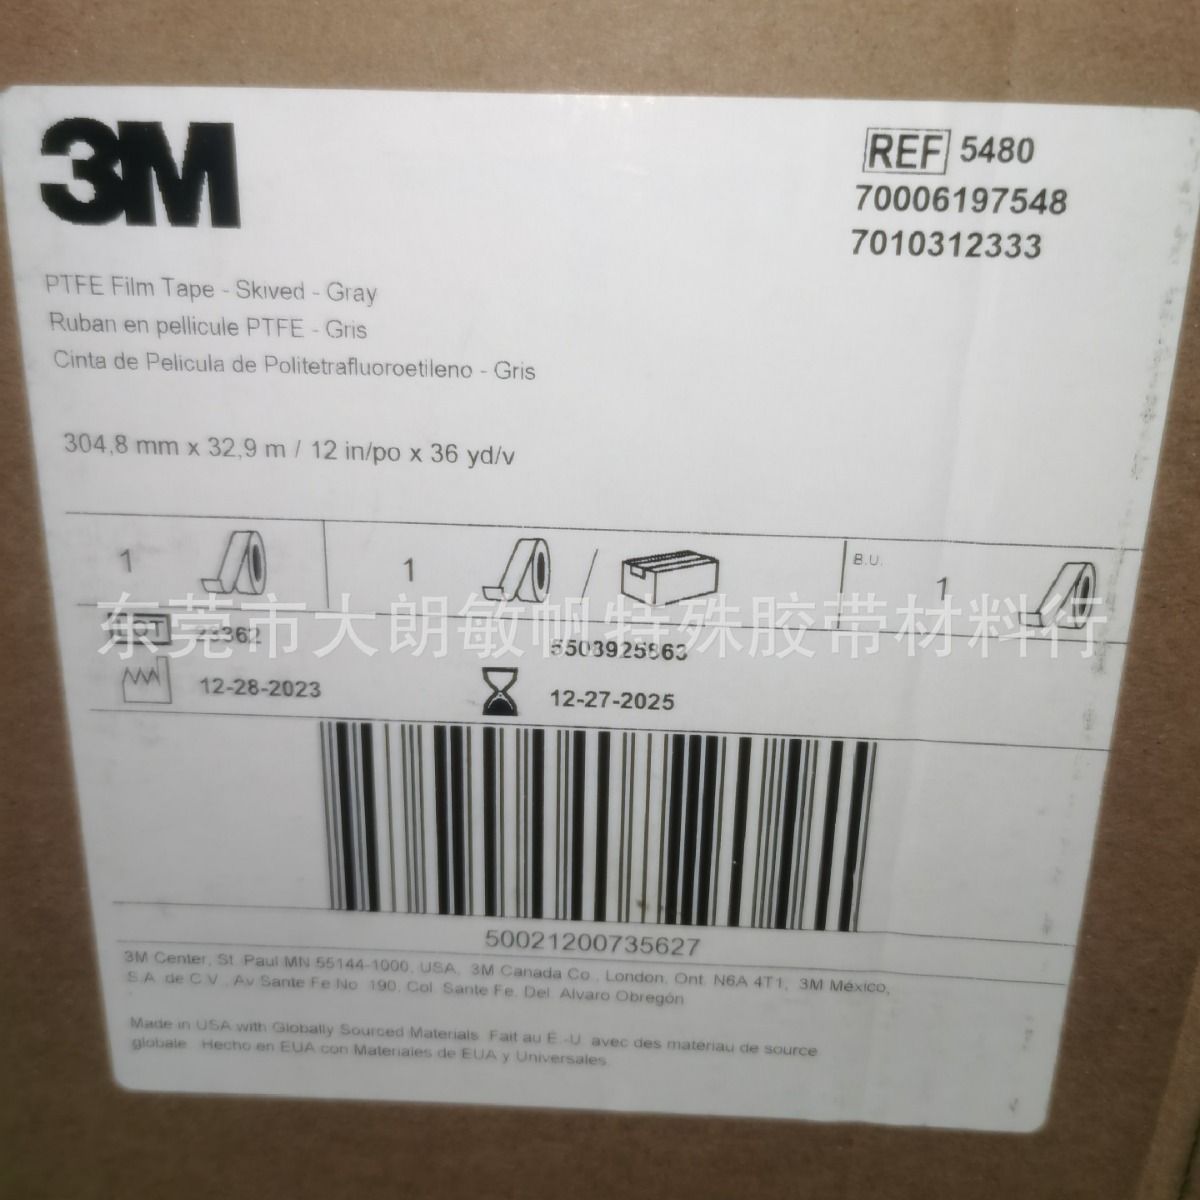 3M
REF 5480
70006197548
7010312333
PTFE Film Tape - Skived - Gray
Ruban en pellicule PTFE - Gris
Cinta de Pelicula de Politetrafluoroetileno - Gris
304,8 mm x 32,9 m / 12 in/po x 36 yd/v
1 1 / B.U. 1
东莞市大朗敏帆特殊胶带材料行
LOT 23362 5503925863
12-28-2023 12-27-2025
50021200735627
3M Center, St. Paul MN 55144-1000, USA, 3M Canada Co., London, Ont. N6A 4T1, 3M México,
S.A. de C.V., Av Sante Fe No. 190, Col. Sante Fe, Del. Alvaro Obregón
Made in USA with Globally Sourced Materials. Fait au É.-U. avec des matériau de source
globale. Hecho en EUA con Materiales de EUA y Universales.